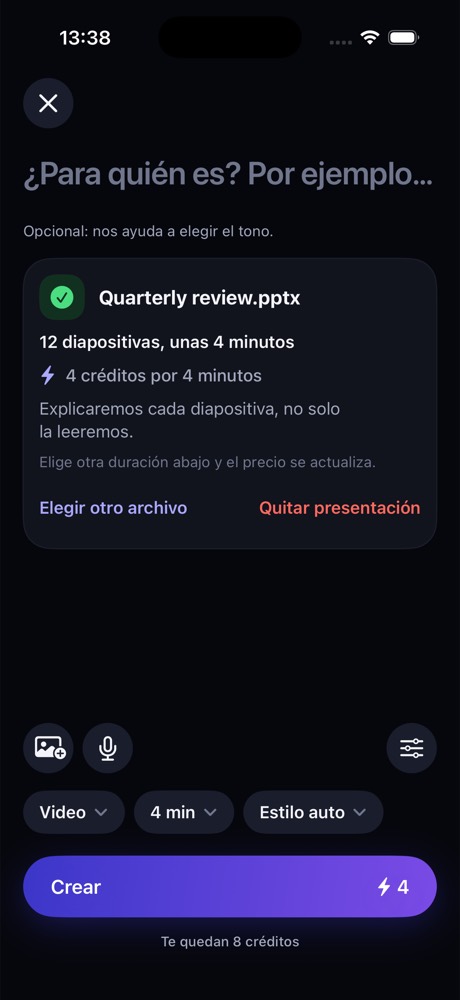 13:38
¿Para quién es? Por ejemplo...
Opcional: nos ayuda a elegir el tono.
Quarterly review.pptx
12 diapositivas, unas 4 minutos
4 créditos por 4 minutos
Explicaremos cada diapositiva, no solo
la leeremos.
Elige otra duración abajo y el precio se actualiza.
Elegir otro archivo
Quitar presentación
Video
4 min
Estilo auto
Crear
4
Te quedan 8 créditos